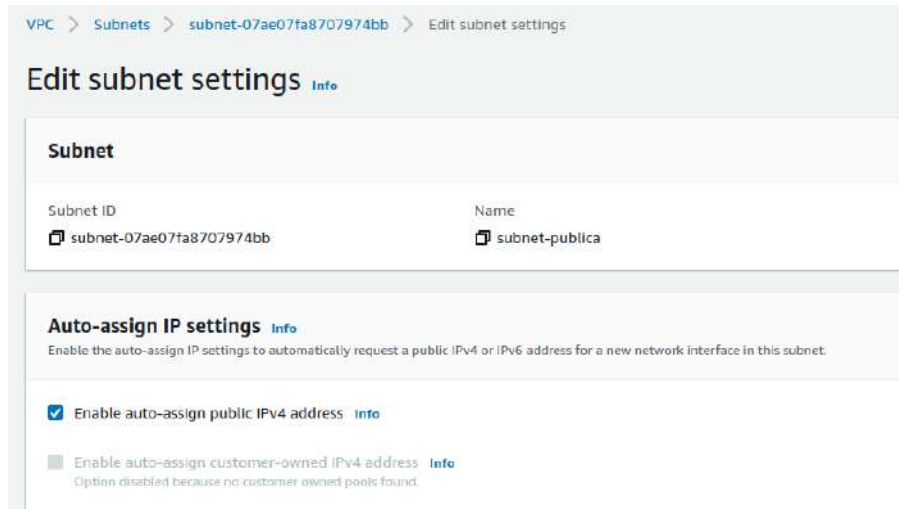 VPC > Subnets > subnet-07ae07fa8707974bb > Edit subnet settings
Edit subnet settings Info
Subnet
Subnet ID Name
subnet-07ae07fa8707974bb subnet-publica
Auto-assign IP settings Info
Enable the auto-assign IP settings to automatically request a public IPv4 or IPv6 address for a new network interface in this subnet.
Enable auto-assign public IPv4 address Info
Enable auto-assign customer-owned IPv4 address Info
Option disabled because no customer owned pools found.